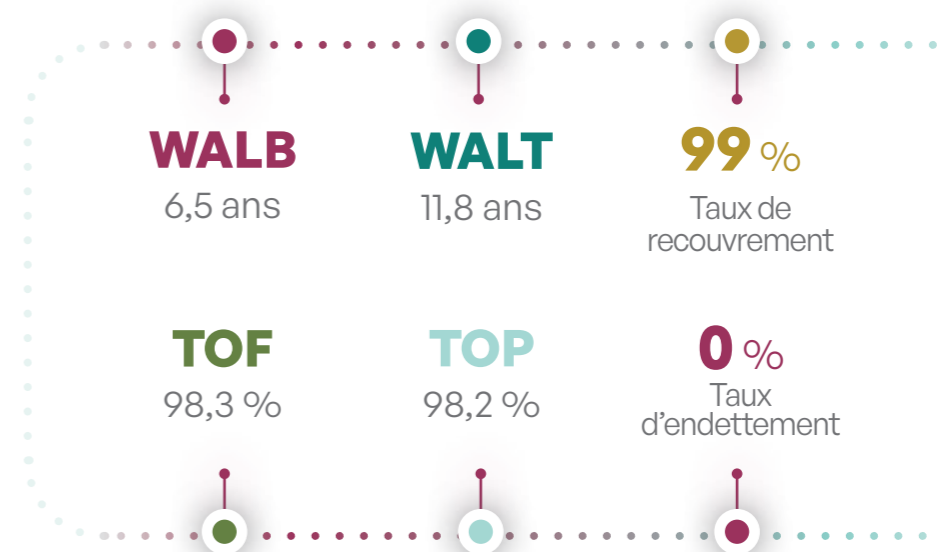 WALB
6,5 ans
WALT
11,8 ans
99 %
Taux de
recouvrement
TOF
98,3 %
TOP
98,2 %
0 %
Taux
d’endettement